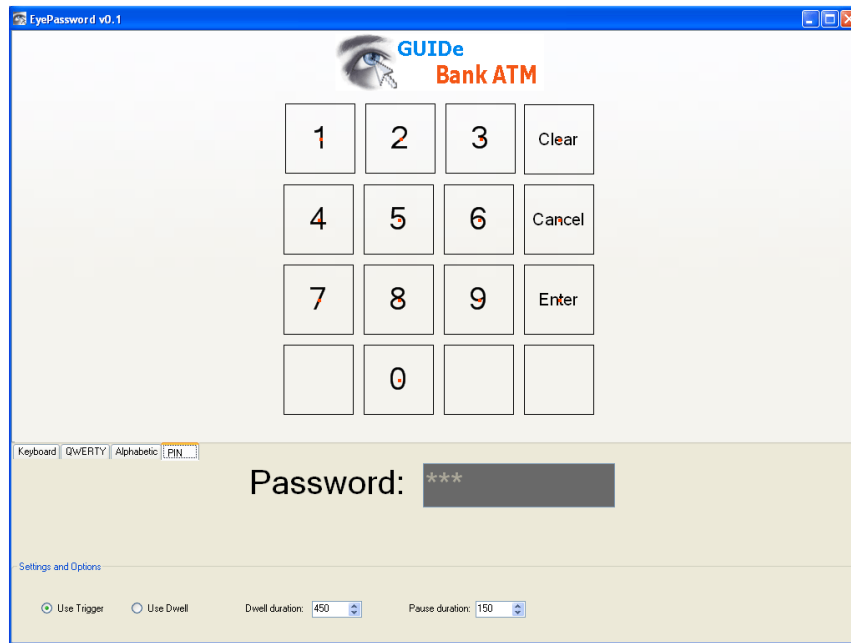 EyePassword v0.1
GUIDe
Bank ATM
1 2 3 Clear
4 5 6 Cancel
7 8 9 Enter
0
Keyboard QWERTY Alphabetic PIN
Password: ***
Settings and Options
Use Trigger Use Dwell Dwell duration: 450 Pause duration: 150